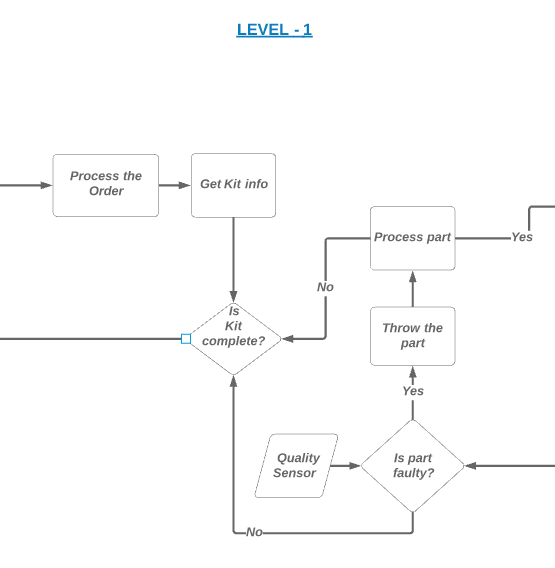 LEVEL - 1
Process the
Order
Get Kit info
Process part
Yes
No
Is
Kit
complete?
Throw the
part
Yes
Quality
Sensor
Is part
faulty?
No